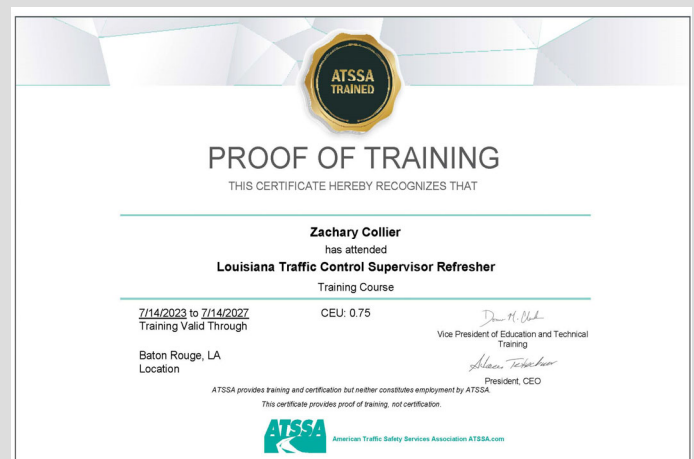 ATSSA
TRAINED
PROOF OF TRAINING
THIS CERTIFICATE HEREBY RECOGNIZES THAT
Zachary Collier
has attended
Louisiana Traffic Control Supervisor Refresher
Training Course
7/14/2023 to 7/14/2027
Training Valid Through
CEU: 0.75
Vice President of Education and Technical
Training
Baton Rouge, LA
Location
President, CEO
ATSSA provides training and certification but neither constitutes employment by ATSSA.
This certificate provides proof of training, not certification.
ATSSA
American Traffic Safety Services Association ATSSA.com